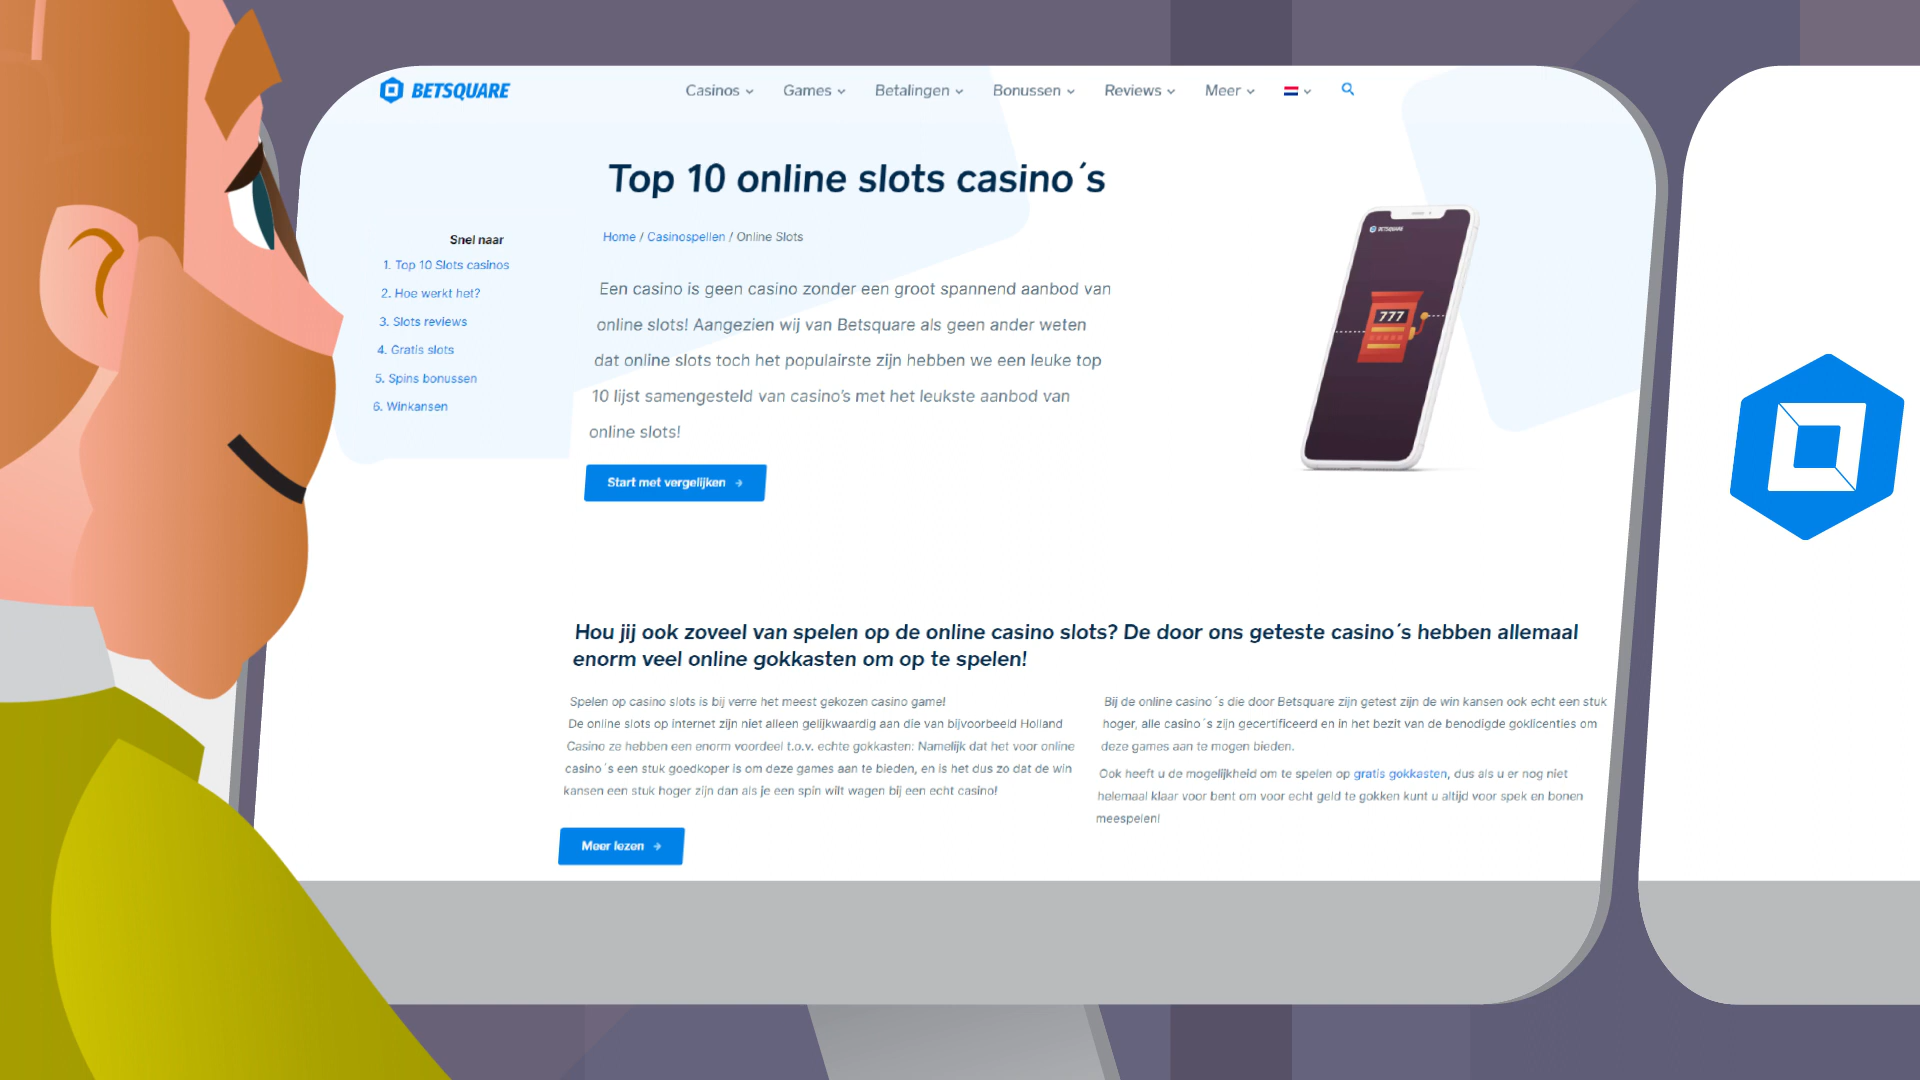 BETSQUARE
Casinos Games Betalingen Bonussen Reviews Meer
Top 10 online slots casino´s
Snel naar
1. Top 10 Slots casinos
2. Hoe werkt het?
3. Slots reviews
4. Gratis slots
5. Spins bonussen
6. Winkansen
Home / Casinospellen / Online Slots
Een casino is geen casino zonder een groot spannend aanbod van
online slots! Aangezien wij van Betsquare als geen ander weten
dat online slots toch het populairste zijn hebben we een leuke top
10 lijst samengesteld van casino's met het leukste aanbod van
online slots!
Start met vergelijken →
BETSQUARE
777
Hou jij ook zoveel van spelen op de online casino slots? De door ons geteste casino´s hebben allemaal
enorm veel online gokkasten om op te spelen!
Spelen op casino slots is bij verre het meest gekozen casino game!
De online slots op internet zijn niet alleen gelijkwaardig aan die van bijvoorbeeld Holland
Casino ze hebben een enorm voordeel t.o.v. echte gokkasten: Namelijk dat het voor online
casino´s een stuk goedkoper is om deze games aan te bieden, en is het dus zo dat de win
kansen een stuk hoger zijn dan als je een spin wilt wagen bij een echt casino!
Meer lezen →
Bij de online casino´s die door Betsquare zijn getest zijn de win kansen ook echt een stuk
hoger, alle casino´s zijn gecertificeerd en in het bezit van de benodigde goklicenties om
deze games aan te mogen bieden.
Ook heeft u de mogelijkheid om te spelen op gratis gokkasten, dus als u er nog niet
helemaal klaar voor bent om voor echt geld te gokken kunt u altijd voor spek en bonen
meespelen!